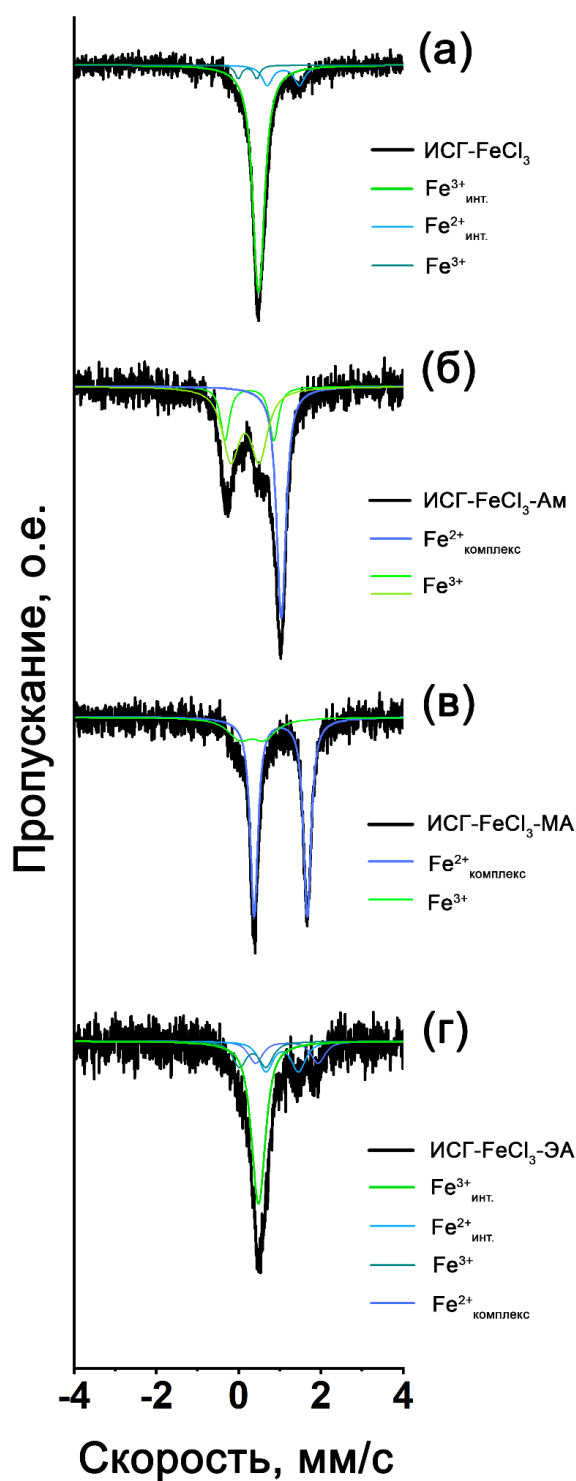 (а)
ИСГ-FeCl₃
Fe³⁺инт.
Fe²⁺инт.
Fe³⁺
(б)
ИСГ-FeCl₃-Ам
Fe²⁺комплекс
Fe³⁺
(в)
ИСГ-FeCl₃-МА
Fe²⁺комплекс
Fe³⁺
(г)
ИСГ-FeCl₃-ЭА
Fe³⁺инт.
Fe²⁺инт.
Fe³⁺
Fe²⁺комплекс
Пропускание, о.е.
-4 -2 0 2 4
Скорость, мм/с